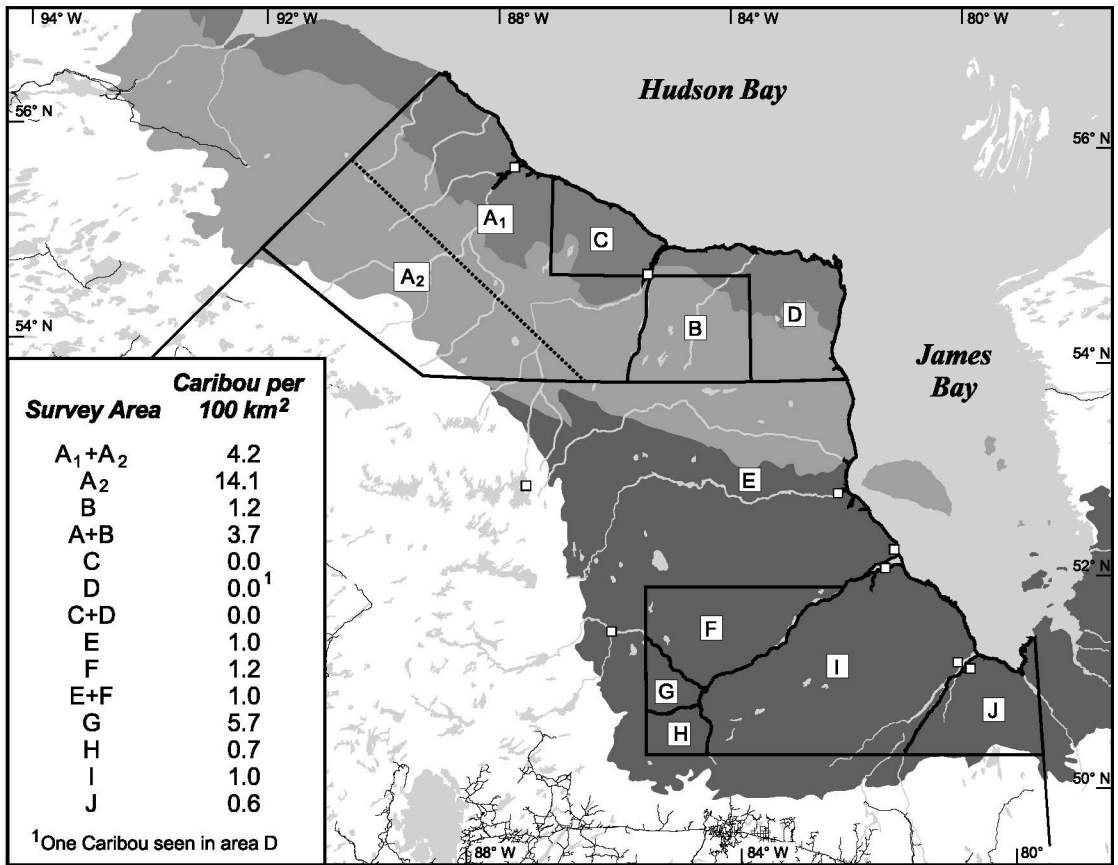 94° W 92° W 88° W 84° W 80° W
Hudson Bay
56° N 56° N
A1
C
A2
D
B
54° N 54° N
James
Bay
Survey Area Caribou per
100 km2
A1+A2 4.2
A2 14.1
B 1.2
A+B 3.7
C 0.0
D 0.01
C+D 0.0
E 1.0
F 1.2
E+F 1.0
G 5.7
H 0.7
I 1.0
J 0.6
1One Caribou seen in area D
E
52° N
F
I
G
J
H
50° N
88° W 84° W 80°